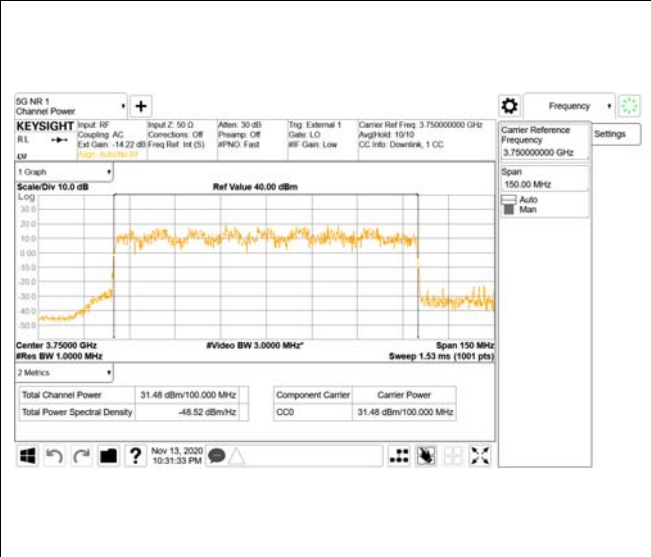 5G NR 1
Channel Power
Frequency
KEYSIGHT
Input: RF
Input Z: 50 Ω
Atten: 30 dB
Trig: External 1
Carrier Ref Freq: 3.750000000 GHz
RL
Coupling: AC
Corrections: Off
Preamp: Off
Gate: LO
Avg|Hold: 10/10
Ext Gain: -14.22 dB
Freq Ref: Int (S)
#PNO: Fast
#IF Gain: Low
CC Info: Downlink, 1 CC
Align: Auto/No RF
Carrier Reference
Frequency
3.750000000 GHz
Settings
Span
150.00 MHz
Auto
Man
1 Graph
Scale/Div 10.0 dB
Ref Value 40.00 dBm
Log
30.0
20.0
10.0
0.00
-10.0
-20.0
-30.0
-40.0
-50.0
Center 3.75000 GHz
#Video BW 3.0000 MHz*
Span 150 MHz
#Res BW 1.0000 MHz
Sweep 1.53 ms (1001 pts)
2 Metrics
Total Channel Power
31.48 dBm/100.000 MHz
Component Carrier
Carrier Power
Total Power Spectral Density
-48.52 dBm/Hz
CC0
31.48 dBm/100.000 MHz
?
Nov 13, 2020
10:31:33 PM